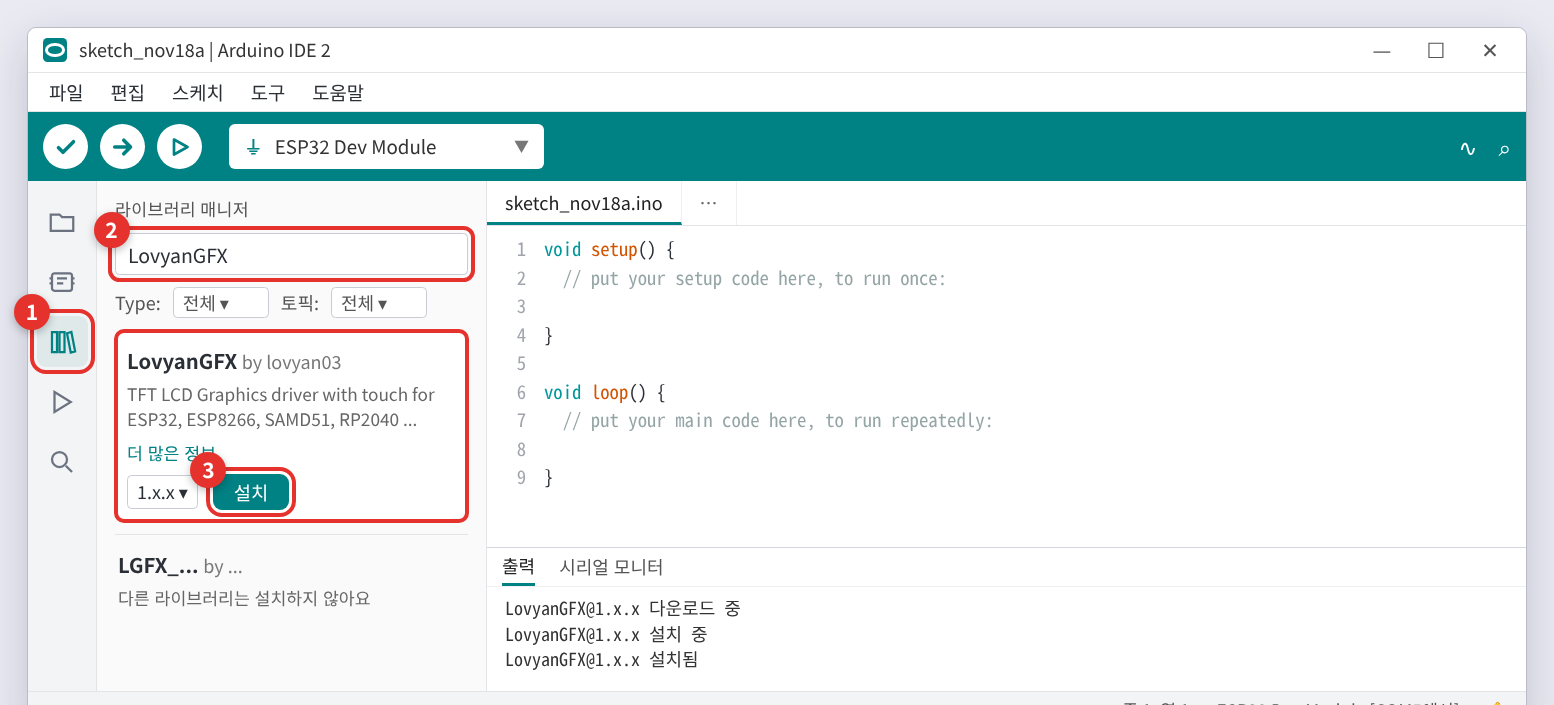 sketch_nov18a | Arduino IDE 2
파일 편집 스케치 도구 도움말
ESP32 Dev Module
라이브러리 매니저
2
LovyanGFX
Type: 전체 토픽: 전체
1
LovyanGFX by lovyan03
TFT LCD Graphics driver with touch for
ESP32, ESP8266, SAMD51, RP2040 ...
더 많은 정보
3
1.x.x 설치
LGFX_... by ...
다른 라이브러리는 설치하지 않아요
sketch_nov18a.ino ...
1 void setup() {
2 // put your setup code here, to run once:
3
4 }
5
6 void loop() {
7 // put your main code here, to run repeatedly:
8
9 }
출력 시리얼 모니터
LovyanGFX@1.x.x 다운로드 중
LovyanGFX@1.x.x 설치 중
LovyanGFX@1.x.x 설치됨